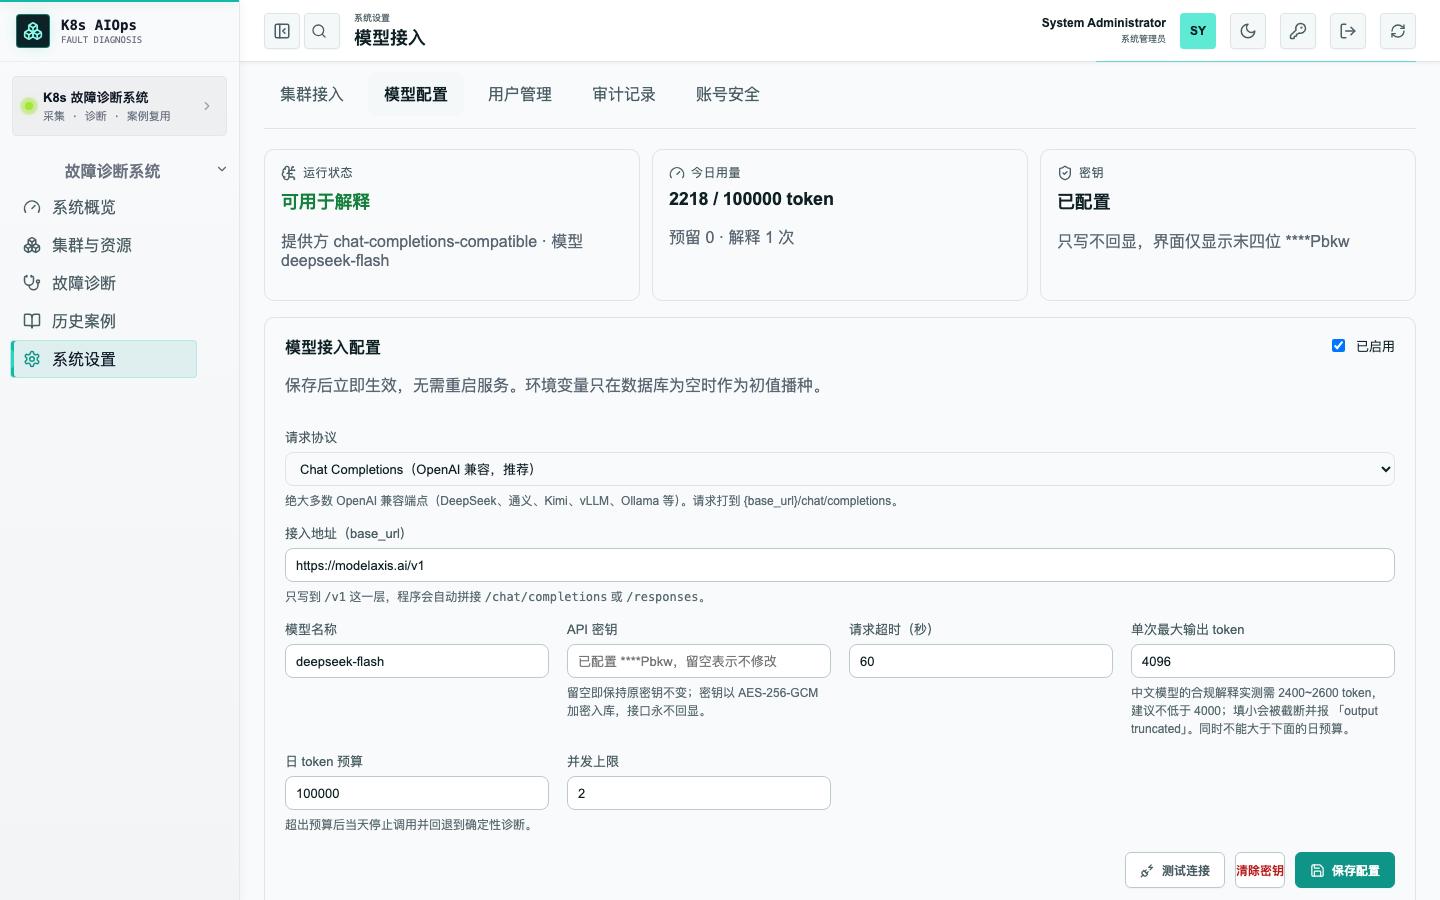 K8s AIOps
FAULT DIAGNOSIS
K8s 故障诊断系统
采集 · 诊断 · 案例复用
故障诊断系统
系统概览
集群与资源
故障诊断
历史案例
系统设置
系统设置
模型接入
System Administrator
系统管理员
SY
集群接入
模型配置
用户管理
审计记录
账号安全
运行状态
可用于解释
提供方 chat-completions-compatible · 模型
deepseek-flash
今日用量
2218 / 100000 token
预留 0 · 解释 1 次
密钥
已配置
只写不回显，界面仅显示末四位 ****Pbkw
模型接入配置
已启用
保存后立即生效，无需重启服务。环境变量只在数据库为空时作为初值播种。
请求协议
Chat Completions（OpenAI 兼容，推荐）
绝大多数 OpenAI 兼容端点（DeepSeek、通义、Kimi、vLLM、Ollama 等）。请求打到 {base_url}/chat/completions。
接入地址（base_url）
https://modelaxis.ai/v1
只写到 /v1 这一层，程序会自动拼接 /chat/completions 或 /responses。
模型名称
deepseek-flash
API 密钥
已配置 ****Pbkw，留空表示不修改
留空即保持原密钥不变；密钥以 AES-256-GCM
加密入库，接口永不回显。
请求超时（秒）
60
单次最大输出 token
4096
中文模型的合规解释实测需 2400~2600 token，
建议不低于 4000；填小会被截断并报 「output
truncated」。同时不能大于下面的日预算。
日 token 预算
100000
超出预算后当天停止调用并回退到确定性诊断。
并发上限
2
测试连接
清除密钥
保存配置